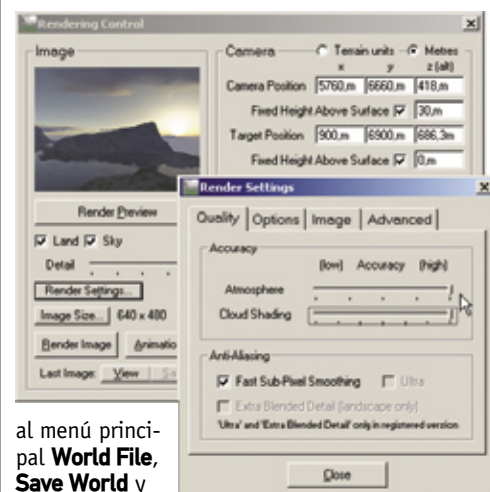 Rendering Control
Image
Camera Terrain units Metres
x y z (alt)
Camera Position 5760,m 6660,m 418,m
Fixed Height Above Surface 30,m
Target Position 900,m 6900,m 686,3m
Fixed Height Above Surface 0,m
Render Preview
Land Sky
Detail
Render Settings...
Image Size... 640 x 480
Render Image Animatio
Last Image: View
Render Settings
Quality Options Image Advanced
Accuracy
(low) Accuracy (high)
Atmosphere
Cloud Shading
Anti-Aliasing
Fast Sub-Pixel Smoothing Ultra
Extra Blended Detail (landscape only)
'Ultra' and 'Extra Blended Detail' only in registered version
Close
al menú princi-
pal World File,
Save World y